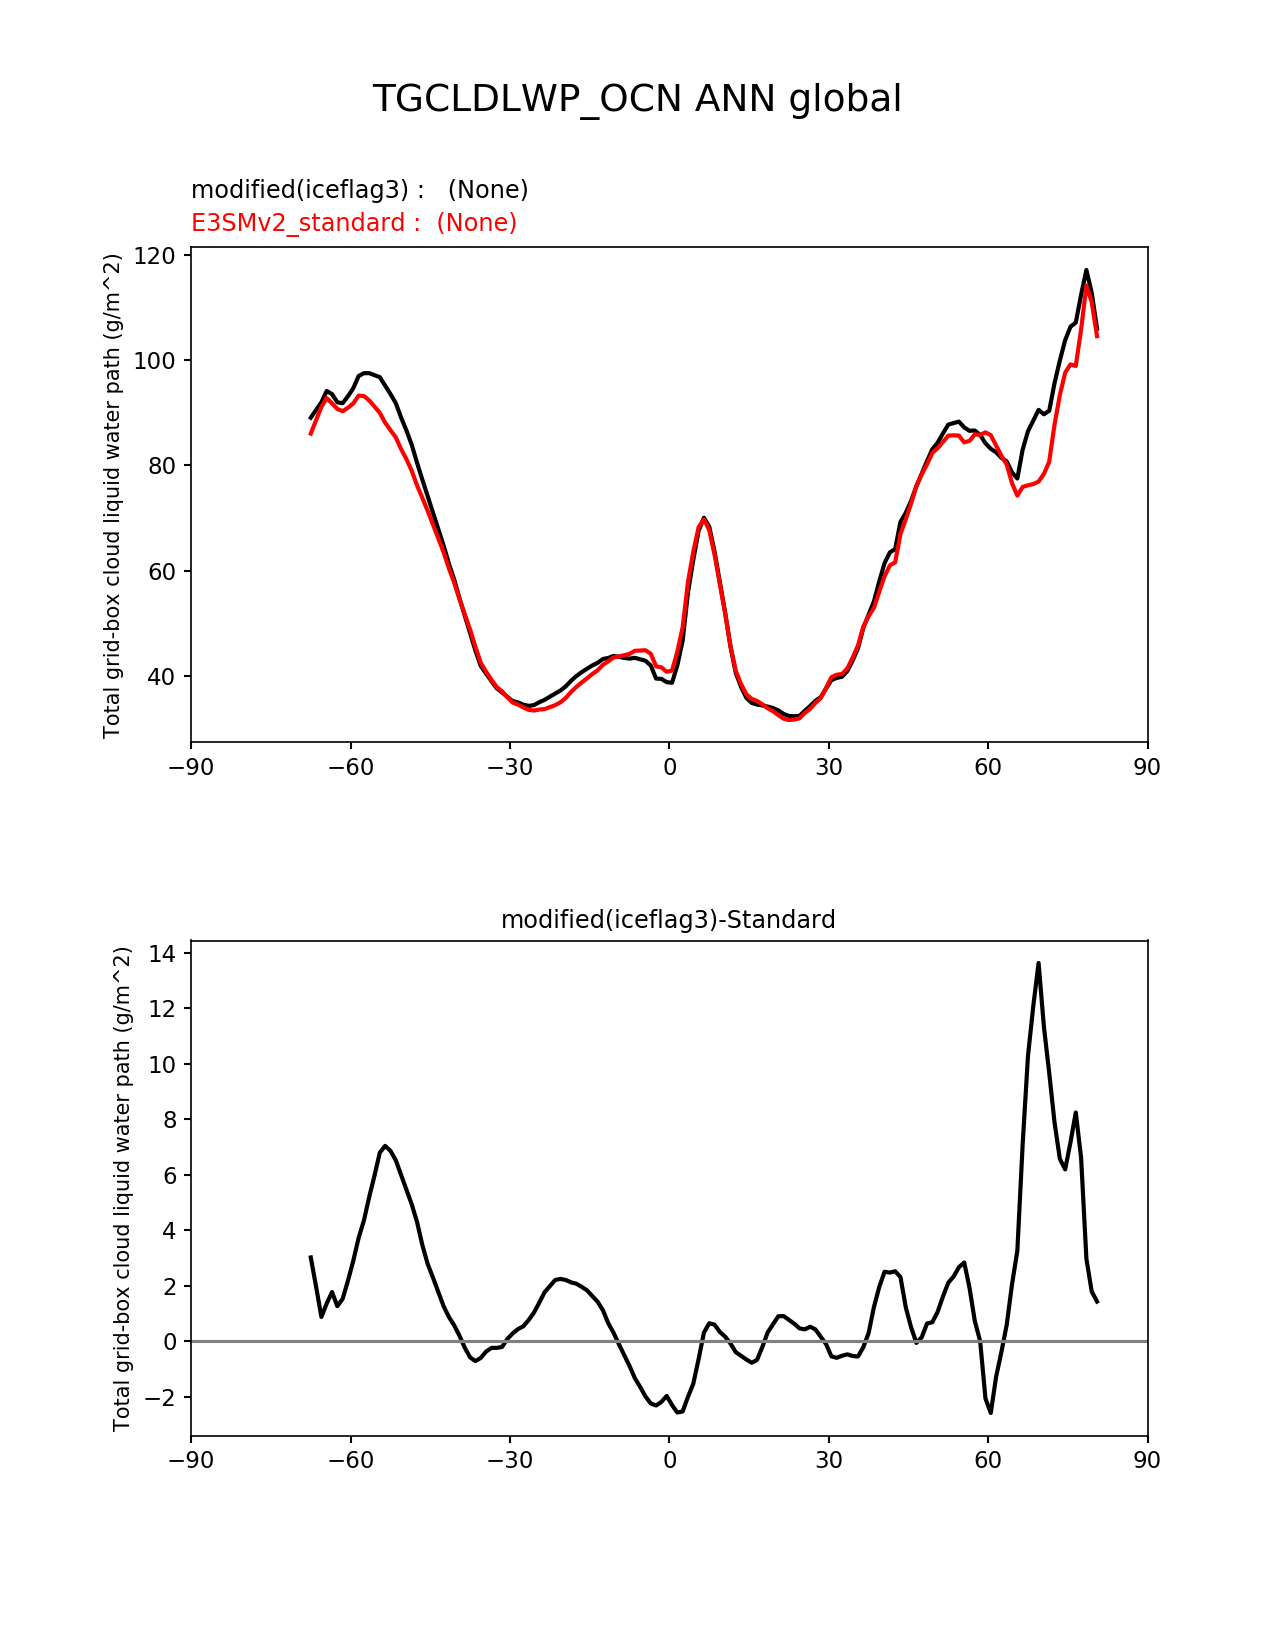 TGCLDLWP_OCN ANN global
modified(iceflag3) :   (None)
E3SMv2_standard :  (None)
Total grid-box cloud liquid water path (g/m^2)
120
100
80
60
40
−90 −60 −30 0 30 60 90
modified(iceflag3)-Standard
Total grid-box cloud liquid water path (g/m^2)
14
12
10
8
6
4
2
0
−2
−90 −60 −30 0 30 60 90